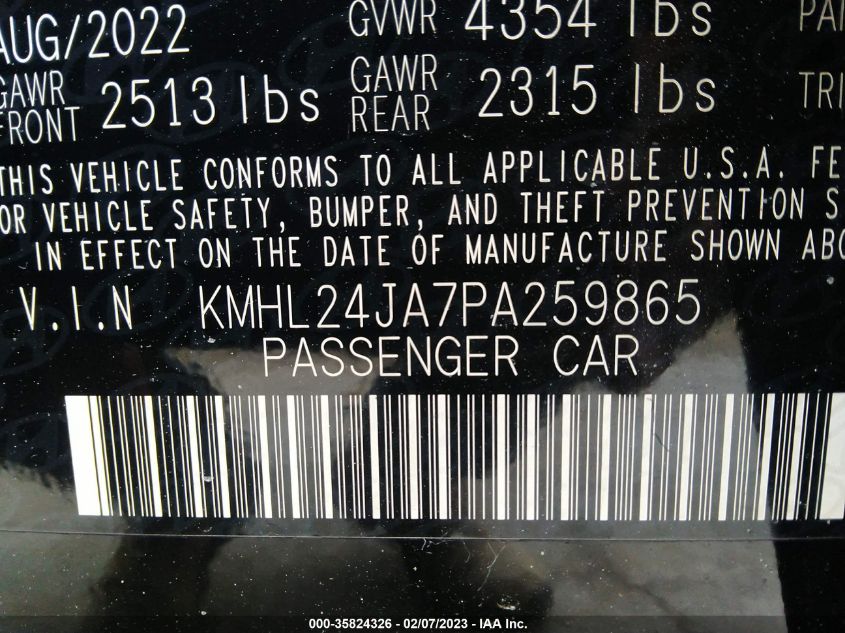 AUG/2022 GVWR 4354 lbs
GAWR FRONT 2513 lbs GAWR REAR 2315 lbs
THIS VEHICLE CONFORMS TO ALL APPLICABLE U.S.A. FE
OR VEHICLE SAFETY, BUMPER, AND THEFT PREVENTION S
IN EFFECT ON THE DATE OF MANUFACTURE SHOWN ABO
V.I.N KMHL24JA7PA259865
PASSENGER CAR
000-35824326 - 02/07/2023 - IAA Inc.